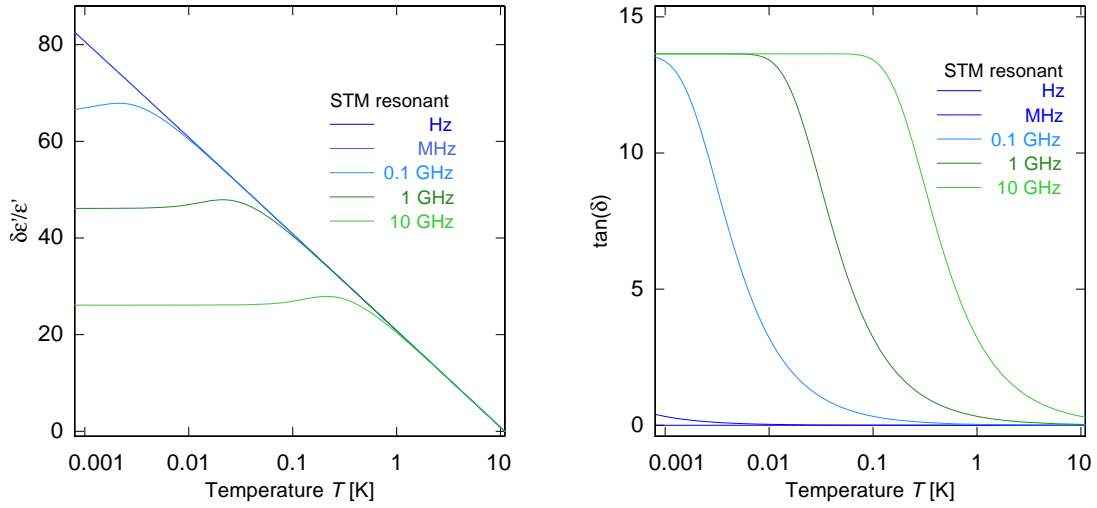 80
60
40
20
0
δε'/ε'
STM resonant
Hz
MHz
0.1 GHz
1 GHz
10 GHz
0.001 0.01 0.1 1 10
Temperature T [K]
15
10
5
0
tan(δ)
STM resonant
Hz
MHz
0.1 GHz
1 GHz
10 GHz
0.001 0.01 0.1 1 10
Temperature T [K]